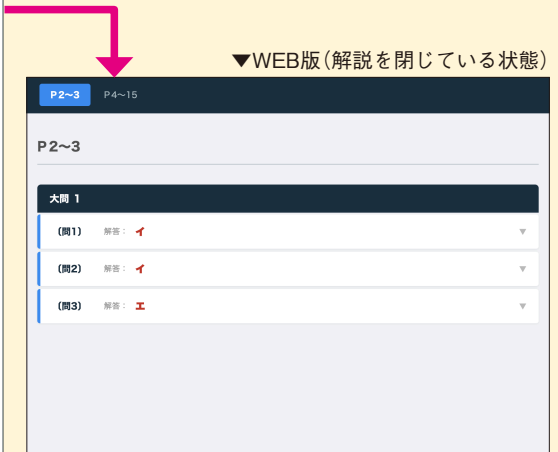 ▼WEB版(解説を閉じている状態)
P2〜3 P4〜15
P2〜3
大問 1
(問1) 解答： イ ▼
(問2) 解答： イ ▼
(問3) 解答： エ ▼